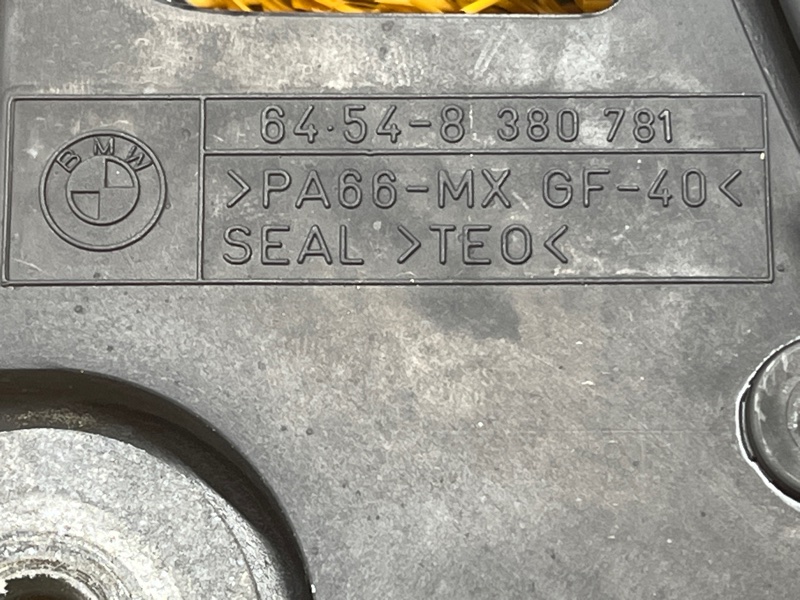 BMW
64·54-8 380 781
>PA66-MX GF-40<
SEAL >TEO<